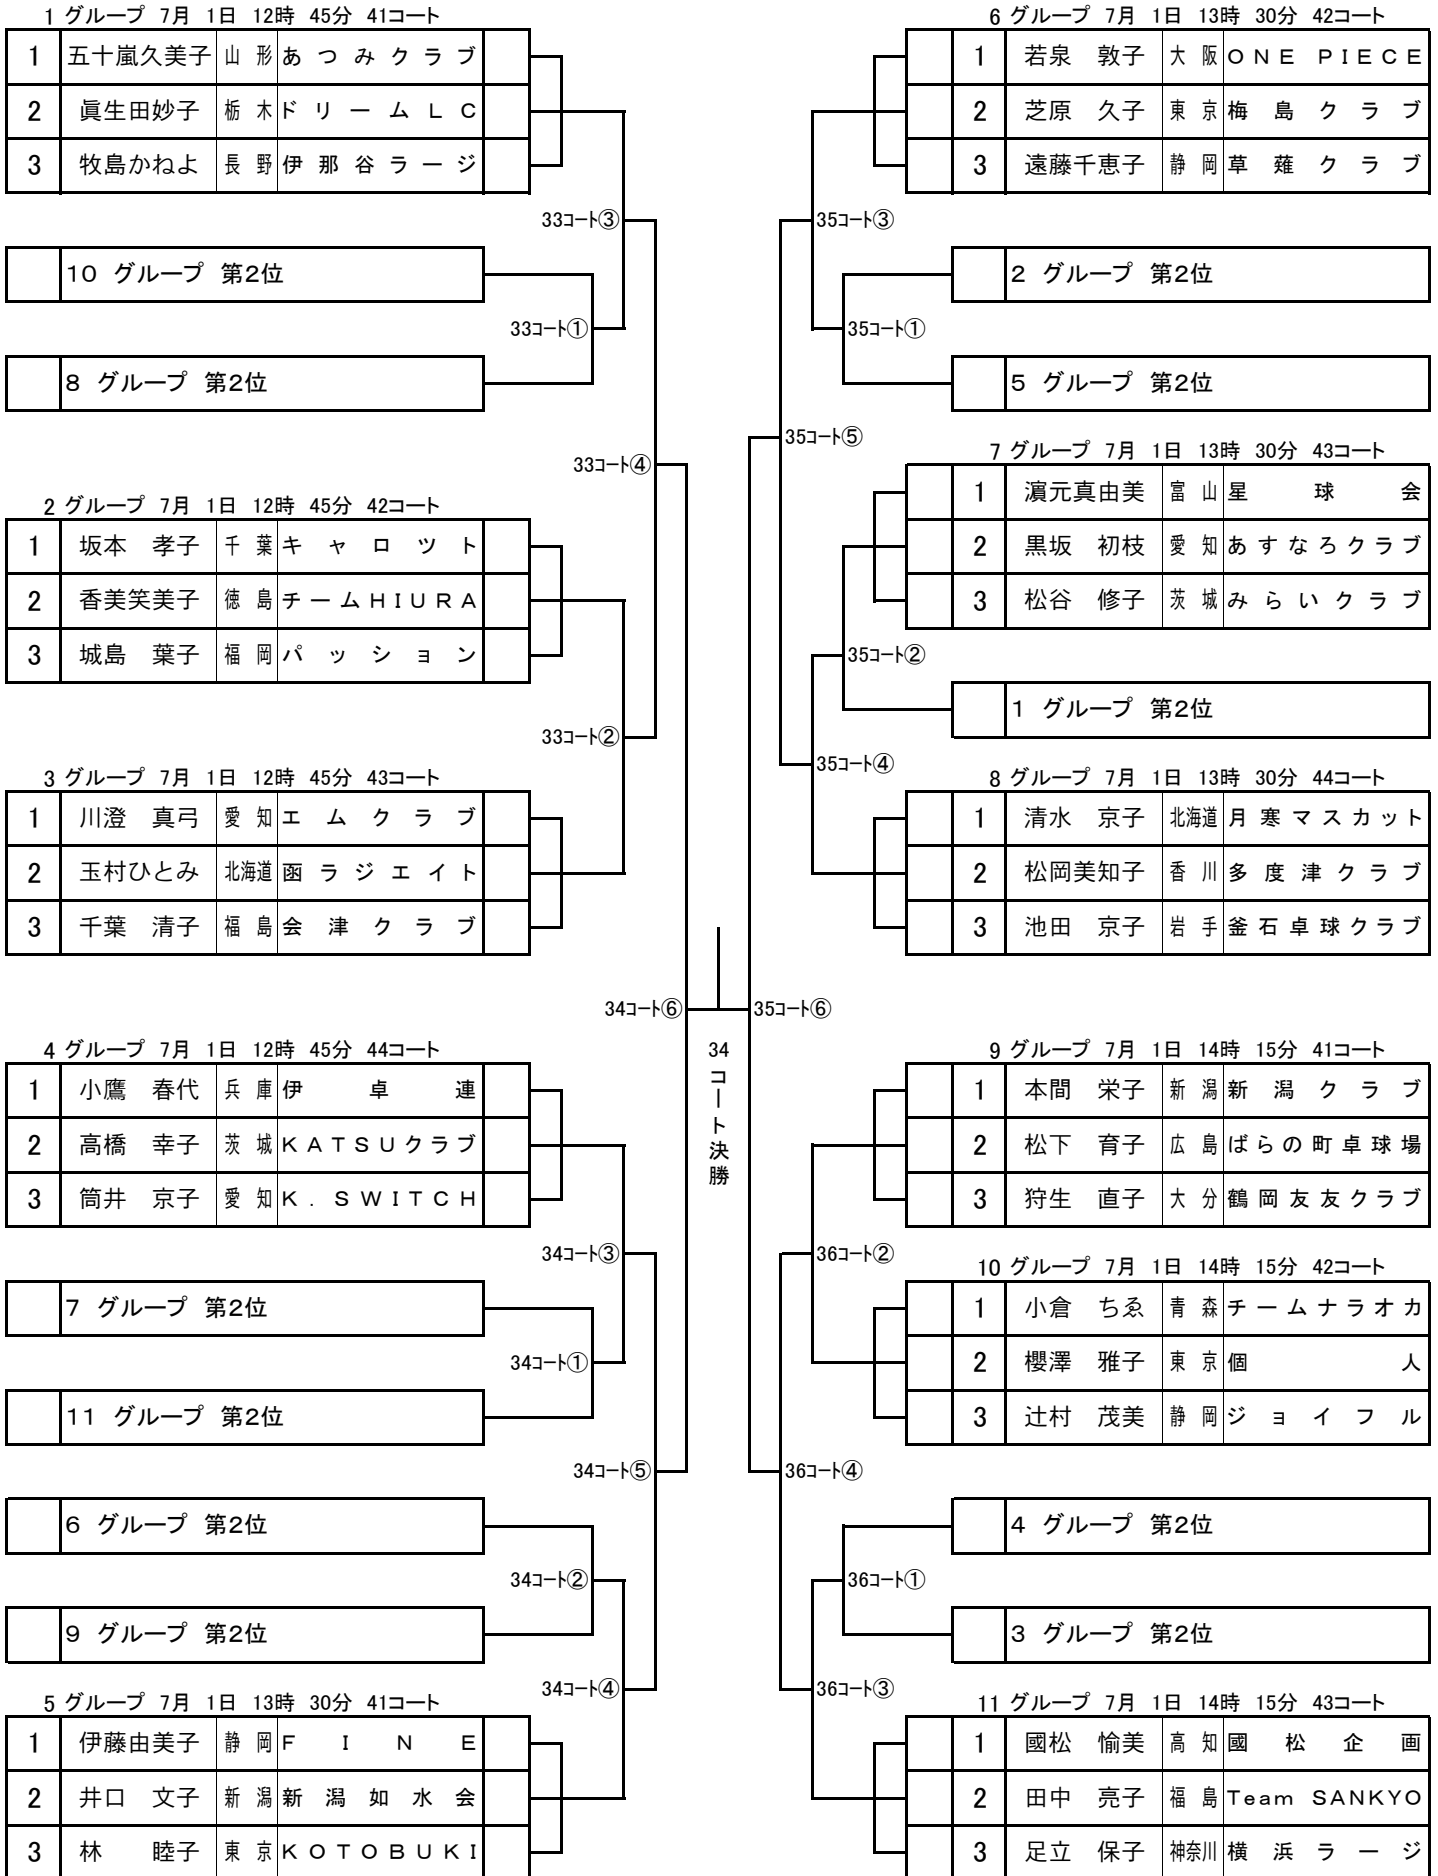 1 グループ 7月 1日 12時 45分 41コート
1 五十嵐久美子 山形 あつみクラブ
2 眞生田妙子 栃木 ドリームLC
3 牧島かねよ 長野 伊那谷ラージ
33コート③
10 グループ 第2位
33コート①
8 グループ 第2位
33コート④
2 グループ 7月 1日 12時 45分 42コート
1 坂本 孝子 千葉 キャロツト
2 香美笑美子 徳島 チームHIURA
3 城島 葉子 福岡 パッション
33コート②
3 グループ 7月 1日 12時 45分 43コート
1 川澄 真弓 愛知 エムクラブ
2 玉村ひとみ 北海道 函ラジエイト
3 千葉 清子 福島 会津クラブ
34コート⑥
4 グループ 7月 1日 12時 45分 44コート
1 小鷹 春代 兵庫 伊卓連
2 高橋 幸子 茨城 KATSUクラブ
3 筒井 京子 愛知 K.SWITCH
34コート③
7 グループ 第2位
34コート①
11 グループ 第2位
34コート⑤
6 グループ 第2位
34コート②
9 グループ 第2位
34コート④
5 グループ 7月 1日 13時 30分 41コート
1 伊藤由美子 静岡 FINE
2 井口 文子 新潟 新潟如水会
3 林 睦子 東京 KOTOBUKI
34コート決勝
6 グループ 7月 1日 13時 30分 42コート
1 若泉 敦子 大阪 ONE PIECE
2 芝原 久子 東京 梅島クラブ
3 遠藤千恵子 静岡 草薙クラブ
35コート③
2 グループ 第2位
35コート①
5 グループ 第2位
35コート⑤
7 グループ 7月 1日 13時 30分 43コート
1 濵元真由美 富山 星球会
2 黒坂 初枝 愛知 あすなろクラブ
3 松谷 修子 茨城 みらいクラブ
35コート②
1 グループ 第2位
35コート④
8 グループ 7月 1日 13時 30分 44コート
1 清水 京子 北海道 月寒マスカット
2 松岡美知子 香川 多度津クラブ
3 池田 京子 岩手 釜石卓球クラブ
35コート⑥
9 グループ 7月 1日 14時 15分 41コート
1 本間 栄子 新潟 新潟クラブ
2 松下 育子 広島 ばらの町卓球場
3 狩生 直子 大分 鶴岡友友クラブ
36コート②
10 グループ 7月 1日 14時 15分 42コート
1 小倉 ちゑ 青森 チームナラオカ
2 櫻澤 雅子 東京 個人
3 辻村 茂美 静岡 ジョイフル
36コート④
4 グループ 第2位
36コート①
3 グループ 第2位
36コート③
11 グループ 7月 1日 14時 15分 43コート
1 國松 愉美 高知 國松企画
2 田中 亮子 福島 Team SANKYO
3 足立 保子 神奈川 横浜ラージ